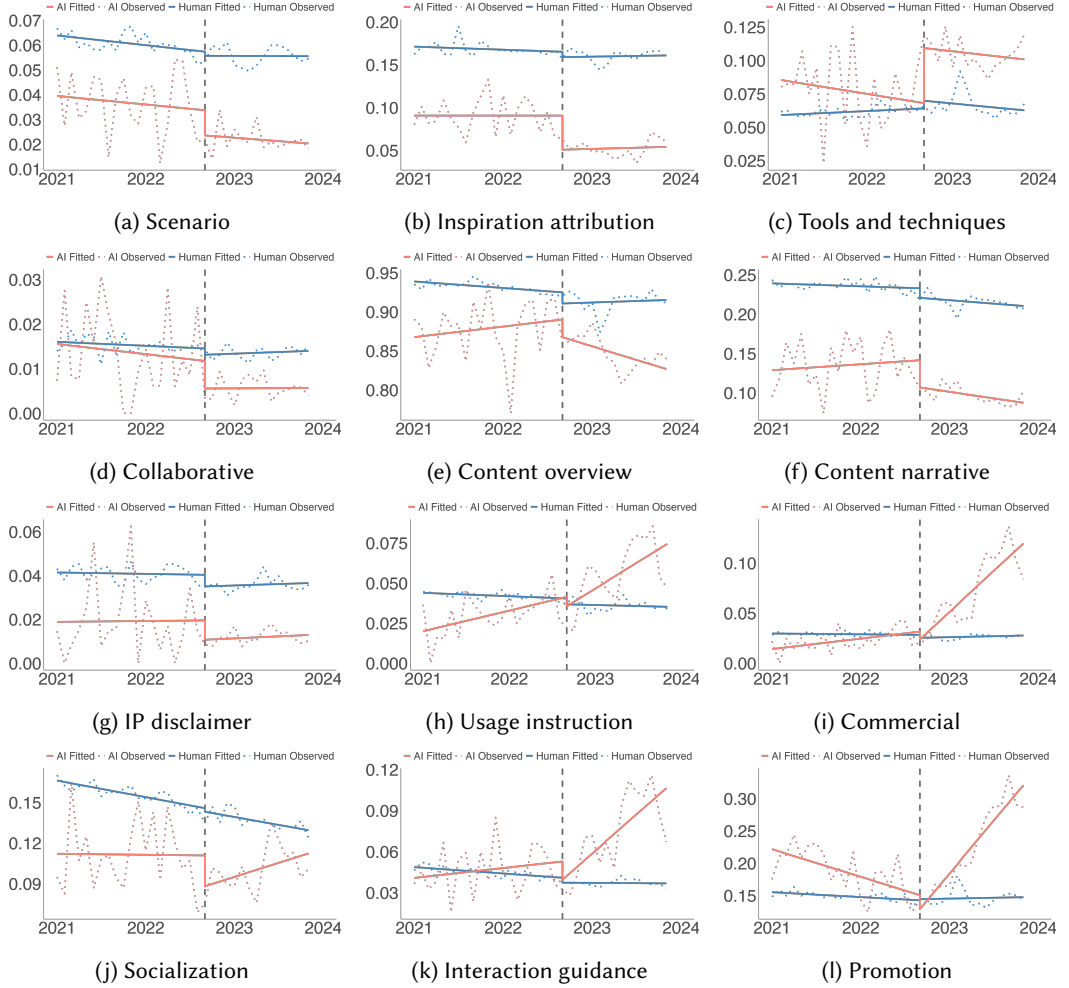 AI Fitted AI Observed Human Fitted Human Observed
0.07
0.06
0.05
0.04
0.03
0.02
0.01
2021 2022 2023 2024
(a) Scenario
AI Fitted AI Observed Human Fitted Human Observed
0.20
0.15
0.10
0.05
2021 2022 2023 2024
(b) Inspiration attribution
AI Fitted AI Observed Human Fitted Human Observed
0.125
0.100
0.075
0.050
0.025
2021 2022 2023 2024
(c) Tools and techniques
AI Fitted AI Observed Human Fitted Human Observed
0.03
0.02
0.01
0.00
2021 2022 2023 2024
(d) Collaborative
AI Fitted AI Observed Human Fitted Human Observed
0.95
0.90
0.85
0.80
2021 2022 2023 2024
(e) Content overview
AI Fitted AI Observed Human Fitted Human Observed
0.25
0.20
0.15
0.10
2021 2022 2023 2024
(f) Content narrative
AI Fitted AI Observed Human Fitted Human Observed
0.06
0.04
0.02
0.00
2021 2022 2023 2024
(g) IP disclaimer
AI Fitted AI Observed Human Fitted Human Observed
0.075
0.050
0.025
0.000
2021 2022 2023 2024
(h) Usage instruction
AI Fitted AI Observed Human Fitted Human Observed
0.10
0.05
0.00
2021 2022 2023 2024
(i) Commercial
AI Fitted AI Observed Human Fitted Human Observed
0.15
0.12
0.09
2021 2022 2023 2024
(j) Socialization
AI Fitted AI Observed Human Fitted Human Observed
0.12
0.09
0.06
0.03
2021 2022 2023 2024
(k) Interaction guidance
AI Fitted AI Observed Human Fitted Human Observed
0.30
0.25
0.20
0.15
2021 2022 2023 2024
(l) Promotion